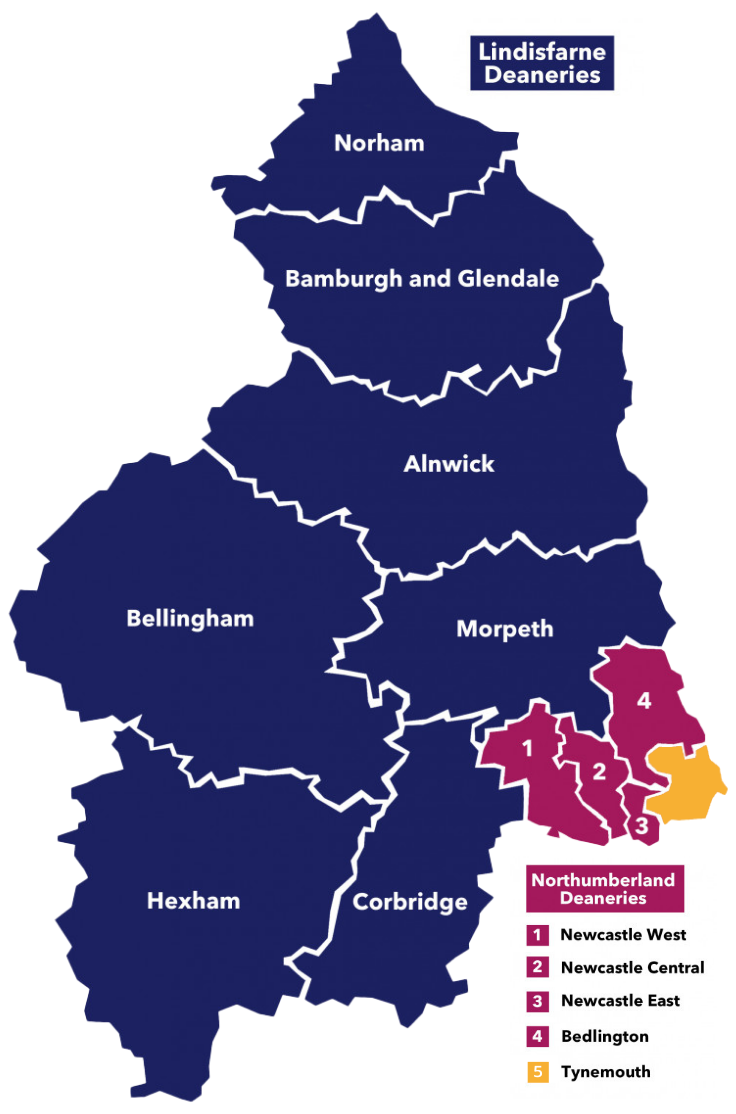 Lindisfarne
Deaneries
Norham
Bamburgh and Glendale
Alnwick
Bellingham
Morpeth
4
1
2
3
Hexham
Corbridge
Northumberland
Deaneries
1 Newcastle West
2 Newcastle Central
3 Newcastle East
4 Bedlington
5 Tynemouth